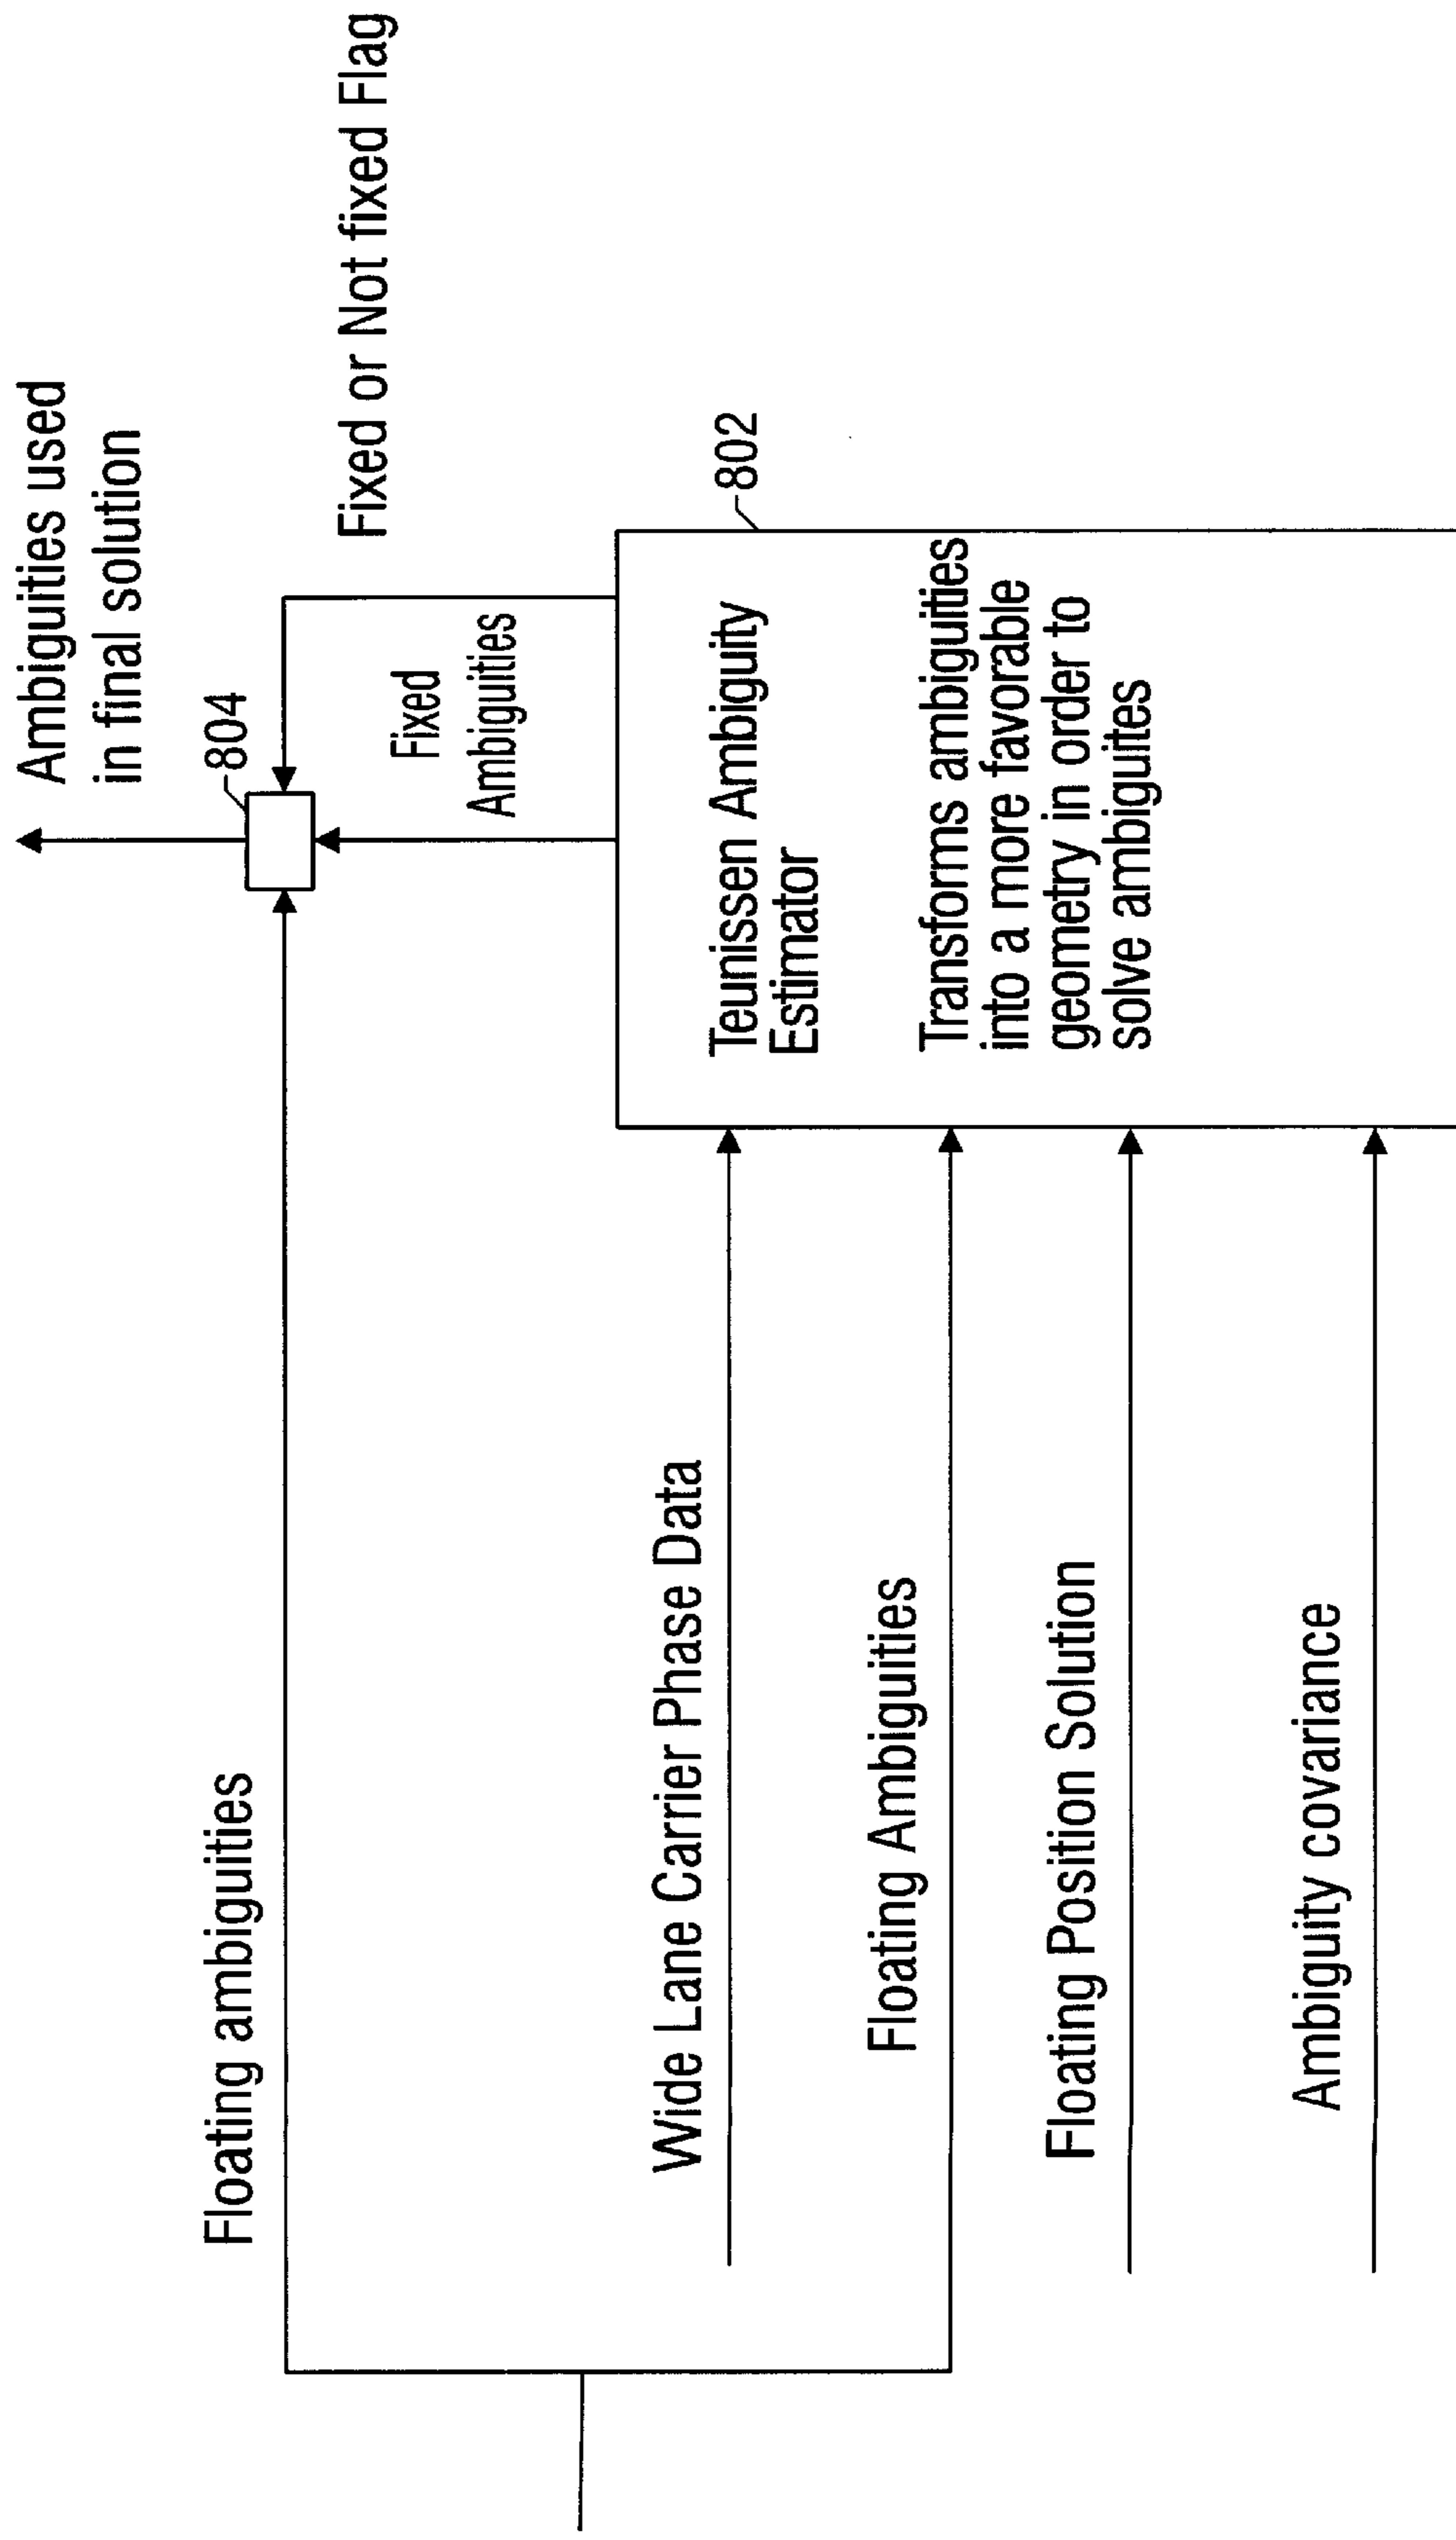 Ambiguities used
in final solution
Floating ambiguities
804
Fixed or Not fixed Flag
Fixed
Ambiguities
Wide Lane Carrier Phase Data
802
Teunissen Ambiguity
Estimator
Floating Ambiguities
Transforms ambiguities
into a more favorable
geometry in order to
solve ambiguites
Floating Position Solution
Ambiguity covariance